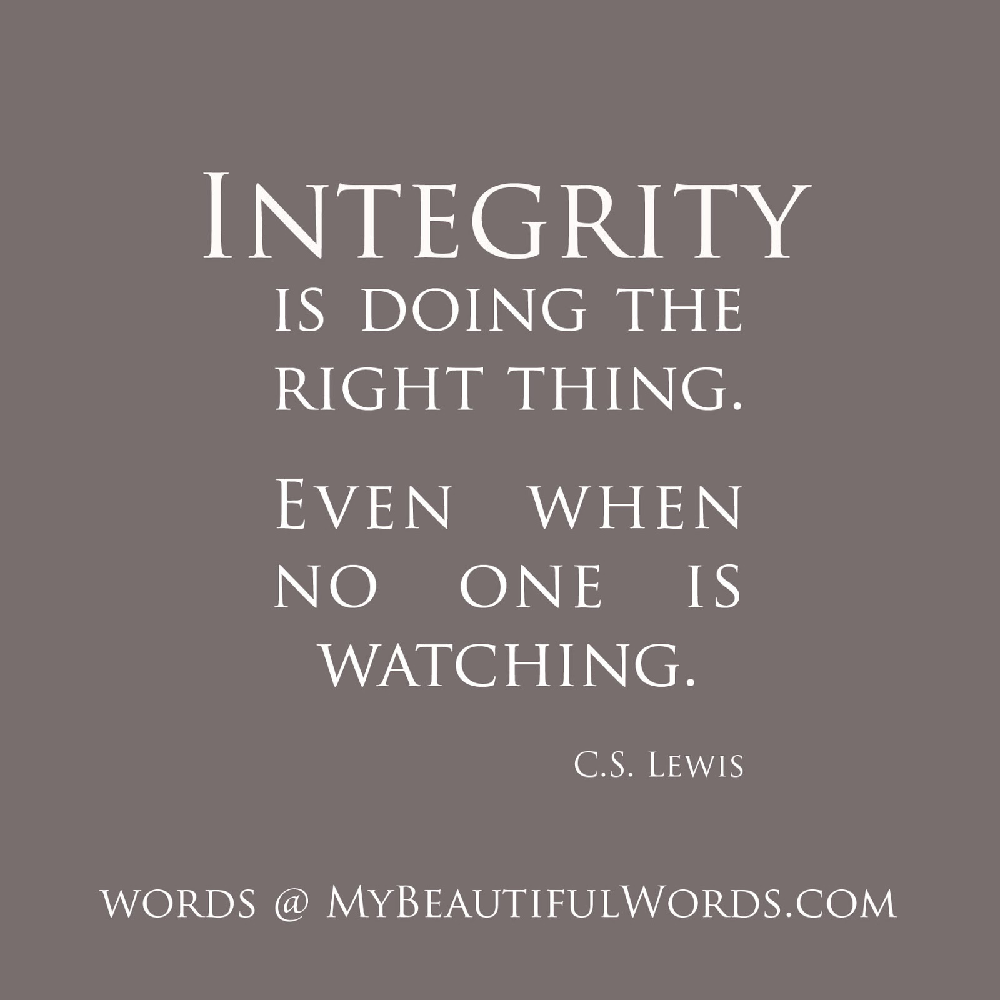 Integrity
is doing the
right thing.
Even when
no one is
watching.
C.S. Lewis
words @ MyBeautifulWords.com